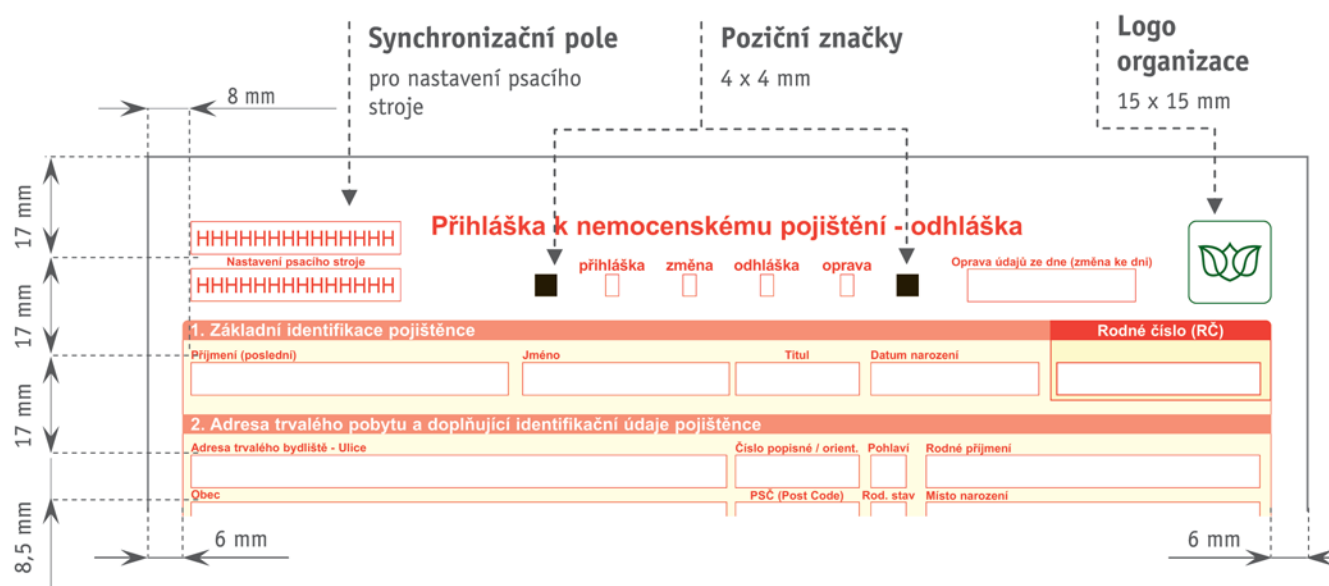 Synchronizační pole
pro nastavení psacího
stroje
Poziční značky
4 x 4 mm
Logo
organizace
15 x 15 mm
8 mm
17 mm
17 mm
17 mm
8,5 mm
HHHHHHHHHHHHHH
Nastavení psacího stroje
HHHHHHHHHHHHHH
Přihláška k nemocenskému pojištění - odhláška
přihláška změna odhláška oprava
Oprava údajů ze dne (změna ke dni)
1. Základní identifikace pojištěnce Rodné číslo (RČ)
Příjmení (poslední) Jméno Titul Datum narození
2. Adresa trvalého pobytu a doplňující identifikační údaje pojištěnce
Adresa trvalého bydliště - Ulice Číslo popisné / orient. Pohlaví Rodné příjmení
Obec PSČ (Post Code) Rod. stav Místo narození
6 mm 6 mm